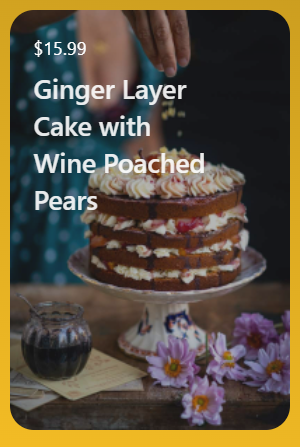 $15.99
Ginger Layer
Cake with
Wine Poached
Pears